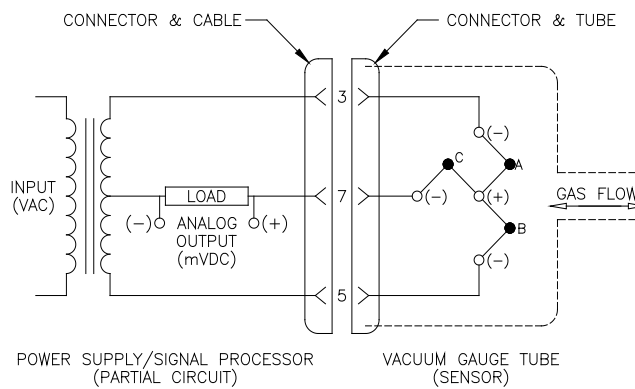 CONNECTOR & CABLE
CONNECTOR & TUBE
3
(-)
A
C
INPUT
(VAC)
LOAD
7
(-)
(+)
GAS FLOW
(-)
ANALOG
OUTPUT
(mVDC)
(+)
B
(-)
5
POWER SUPPLY/SIGNAL PROCESSOR
(PARTIAL CIRCUIT)
VACUUM GAUGE TUBE
(SENSOR)